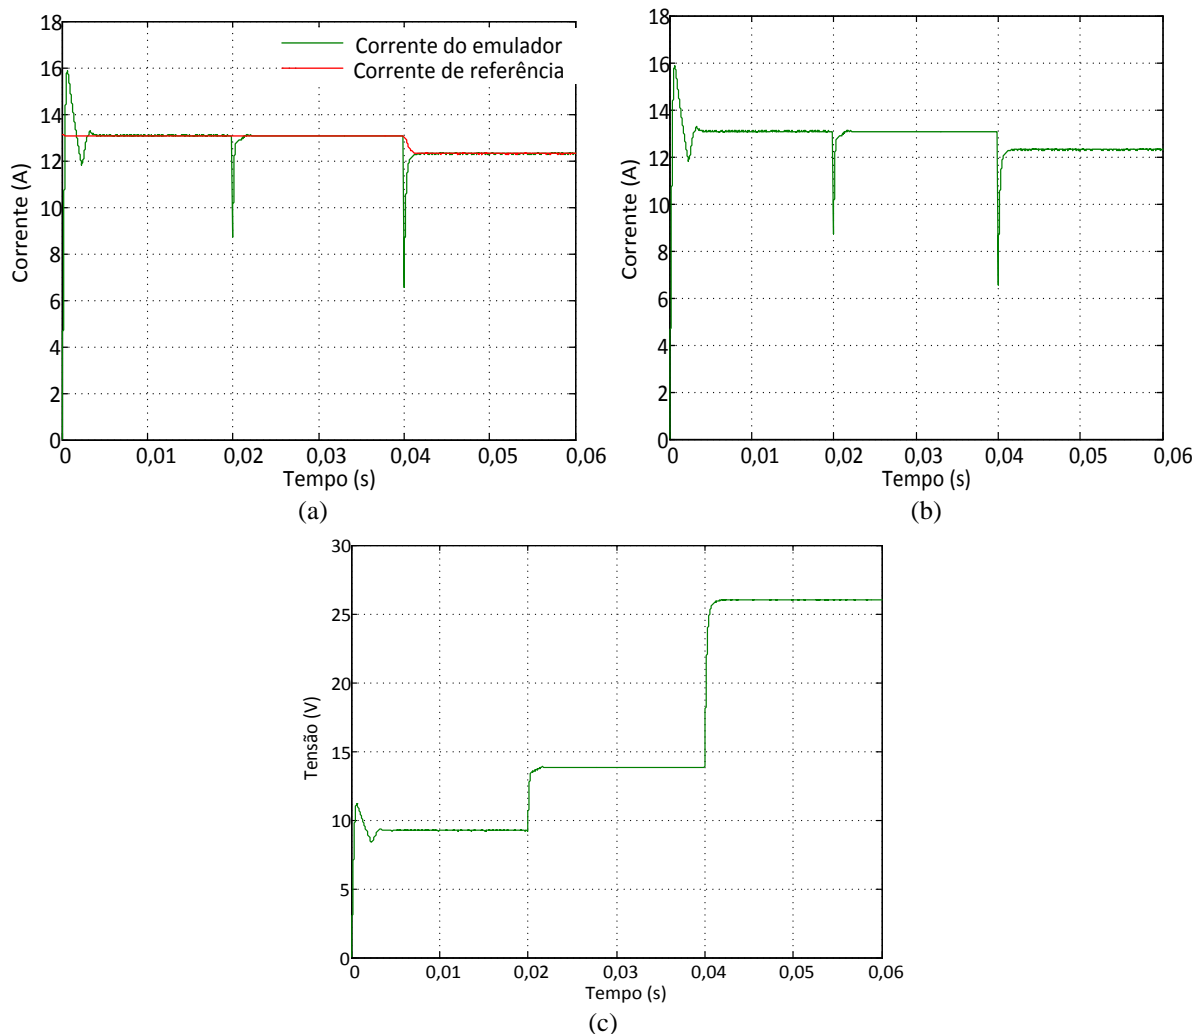 18
16
14
12
10
8
6
4
2
0
Corrente (A)
Corrente do emulador
Corrente de referência
0 0,01 0,02 0,03 0,04 0,05 0,06
Tempo (s)
(a)
18
16
14
12
10
8
6
4
2
0
Corrente (A)
0 0,01 0,02 0,03 0,04 0,05 0,06
Tempo (s)
(b)
30
25
20
15
10
5
0
Tensão (V)
0 0,01 0,02 0,03 0,04 0,05 0,06
Tempo (s)
(c)